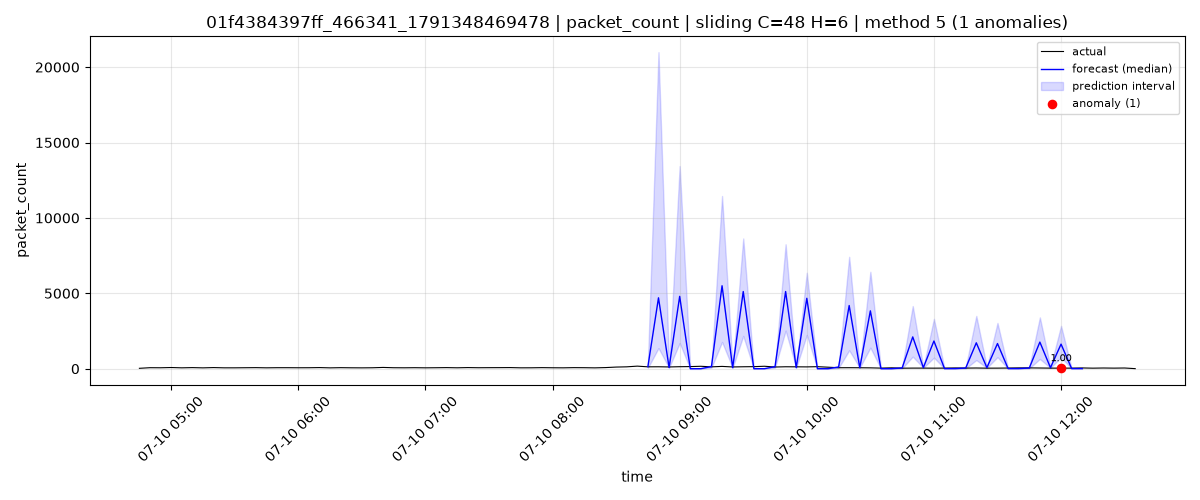 01f4384397ff_466341_1791348469478 | packet_count | sliding C=48 H=6 | method 5 (1 anomalies)
actual
forecast (median)
prediction interval
anomaly (1)
packet_count
20000
15000
10000
5000
0
1.00
07-10 05:00
07-10 06:00
07-10 07:00
07-10 08:00
07-10 09:00
07-10 10:00
07-10 11:00
07-10 12:00
time